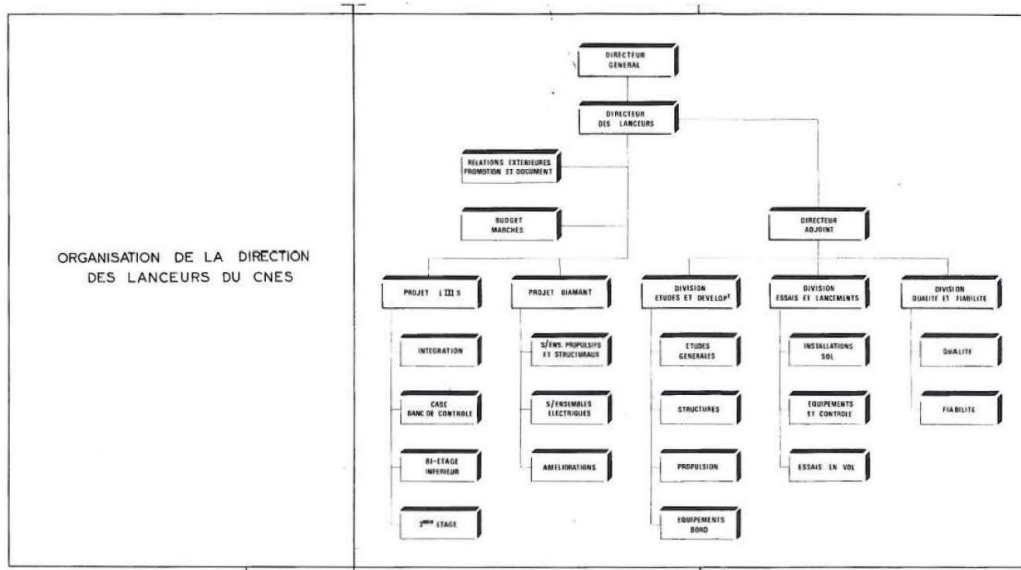 ORGANISATION DE LA DIRECTION
DES LANCEURS DU CNES
DIRECTEUR
GENERAL
DIRECTEUR
DES LANCEURS
RELATIONS EXTERIEURES
PROMOTION ET DOCUMENT
BUDGET
MARCHES
DIRECTEUR
ADJOINT
PROJET L III S
PROJET DIAMANT
DIVISION
ETUDES ET DEVELOPT
DIVISION
ESSAIS ET LANCEMENTS
DIVISION
QUALITE ET FIABILITE
INTEGRATION
CASE
BANC DE CONTROLE
BI-ETAGE
INFERIEUR
3eme ETAGE
S/ENS. PROPULSIFS
ET STRUCTURAUX
S/ENSEMBLES
ELECTRIQUES
AMELIORATIONS
ETUDES
GENERALES
STRUCTURES
PROPULSION
EQUIPEMENTS
BORD
INSTALLATIONS
SOL
EQUIPEMENTS
ET CONTROLE
ESSAIS EN VOL
QUALITE
FIABILITE